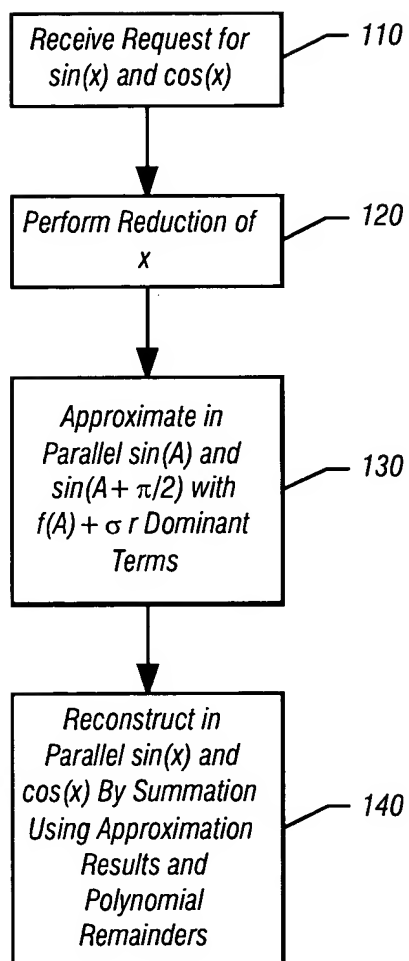 Receive Request for
sin(x) and cos(x)
110
Perform Reduction of
x
120
Approximate in
Parallel sin(A) and
sin(A + π/2) with
f(A) + σ r Dominant
Terms
130
Reconstruct in
Parallel sin(x) and
cos(x) By Summation
Using Approximation
Results and
Polynomial
Remainders
140